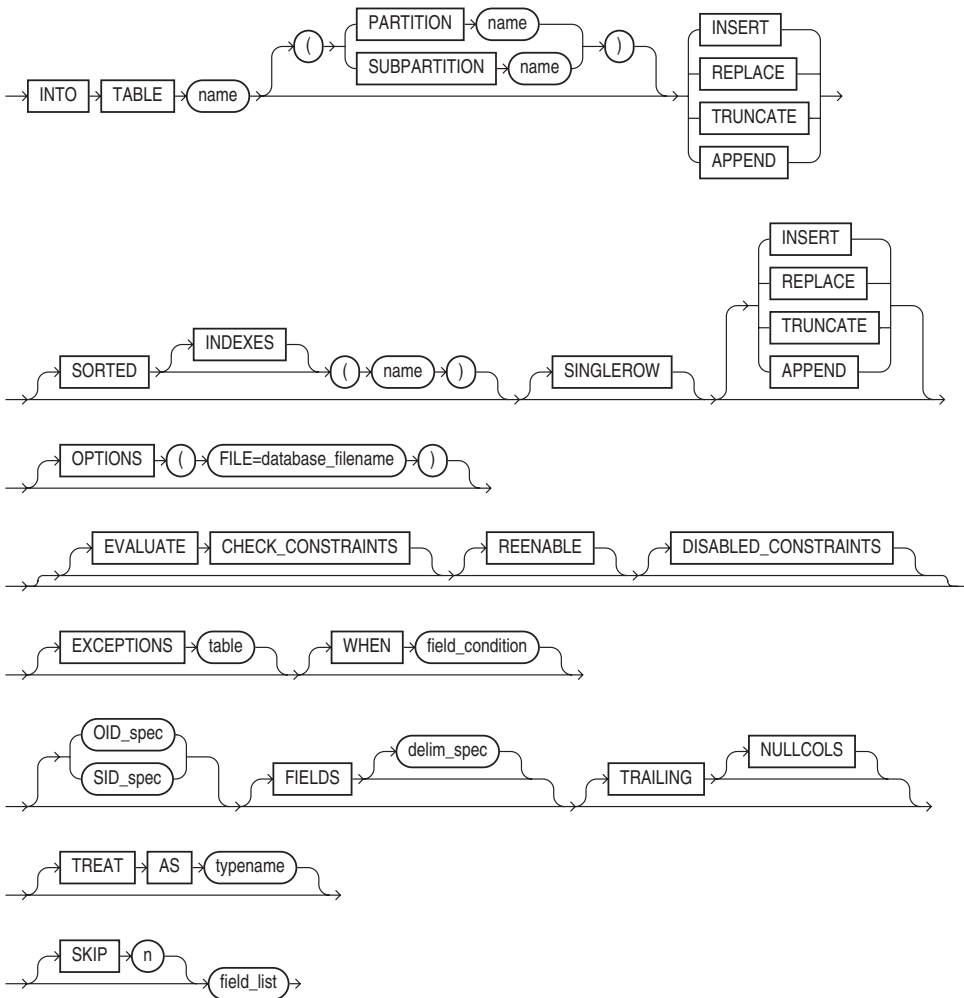 PARTITION name
( )
SUBPARTITION name
INTO TABLE name
INSERT
REPLACE
TRUNCATE
APPEND
SORTED INDEXES ( name ) SINGLEROW
INSERT
REPLACE
TRUNCATE
APPEND
OPTIONS ( FILE=database_filename )
EVALUATE CHECK_CONSTRAINTS REENABLE DISABLED_CONSTRAINTS
EXCEPTIONS table WHEN field_condition
OID_spec
SID_spec
FIELDS delim_spec TRAILING NULLCOLS
TREAT AS typename
SKIP n field_list